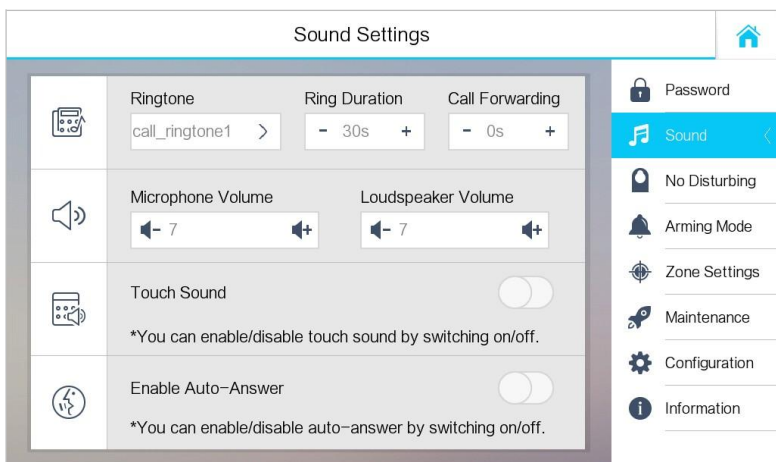 Sound Settings
Ringtone
Ring Duration
Call Forwarding
call_ringtone1
- 30s +
- 0s +
Microphone Volume
Loudspeaker Volume
- 7 +
- 7 +
Touch Sound
*You can enable/disable touch sound by switching on/off.
Enable Auto-Answer
*You can enable/disable auto-answer by switching on/off.
Password
Sound
No Disturbing
Arming Mode
Zone Settings
Maintenance
Configuration
Information